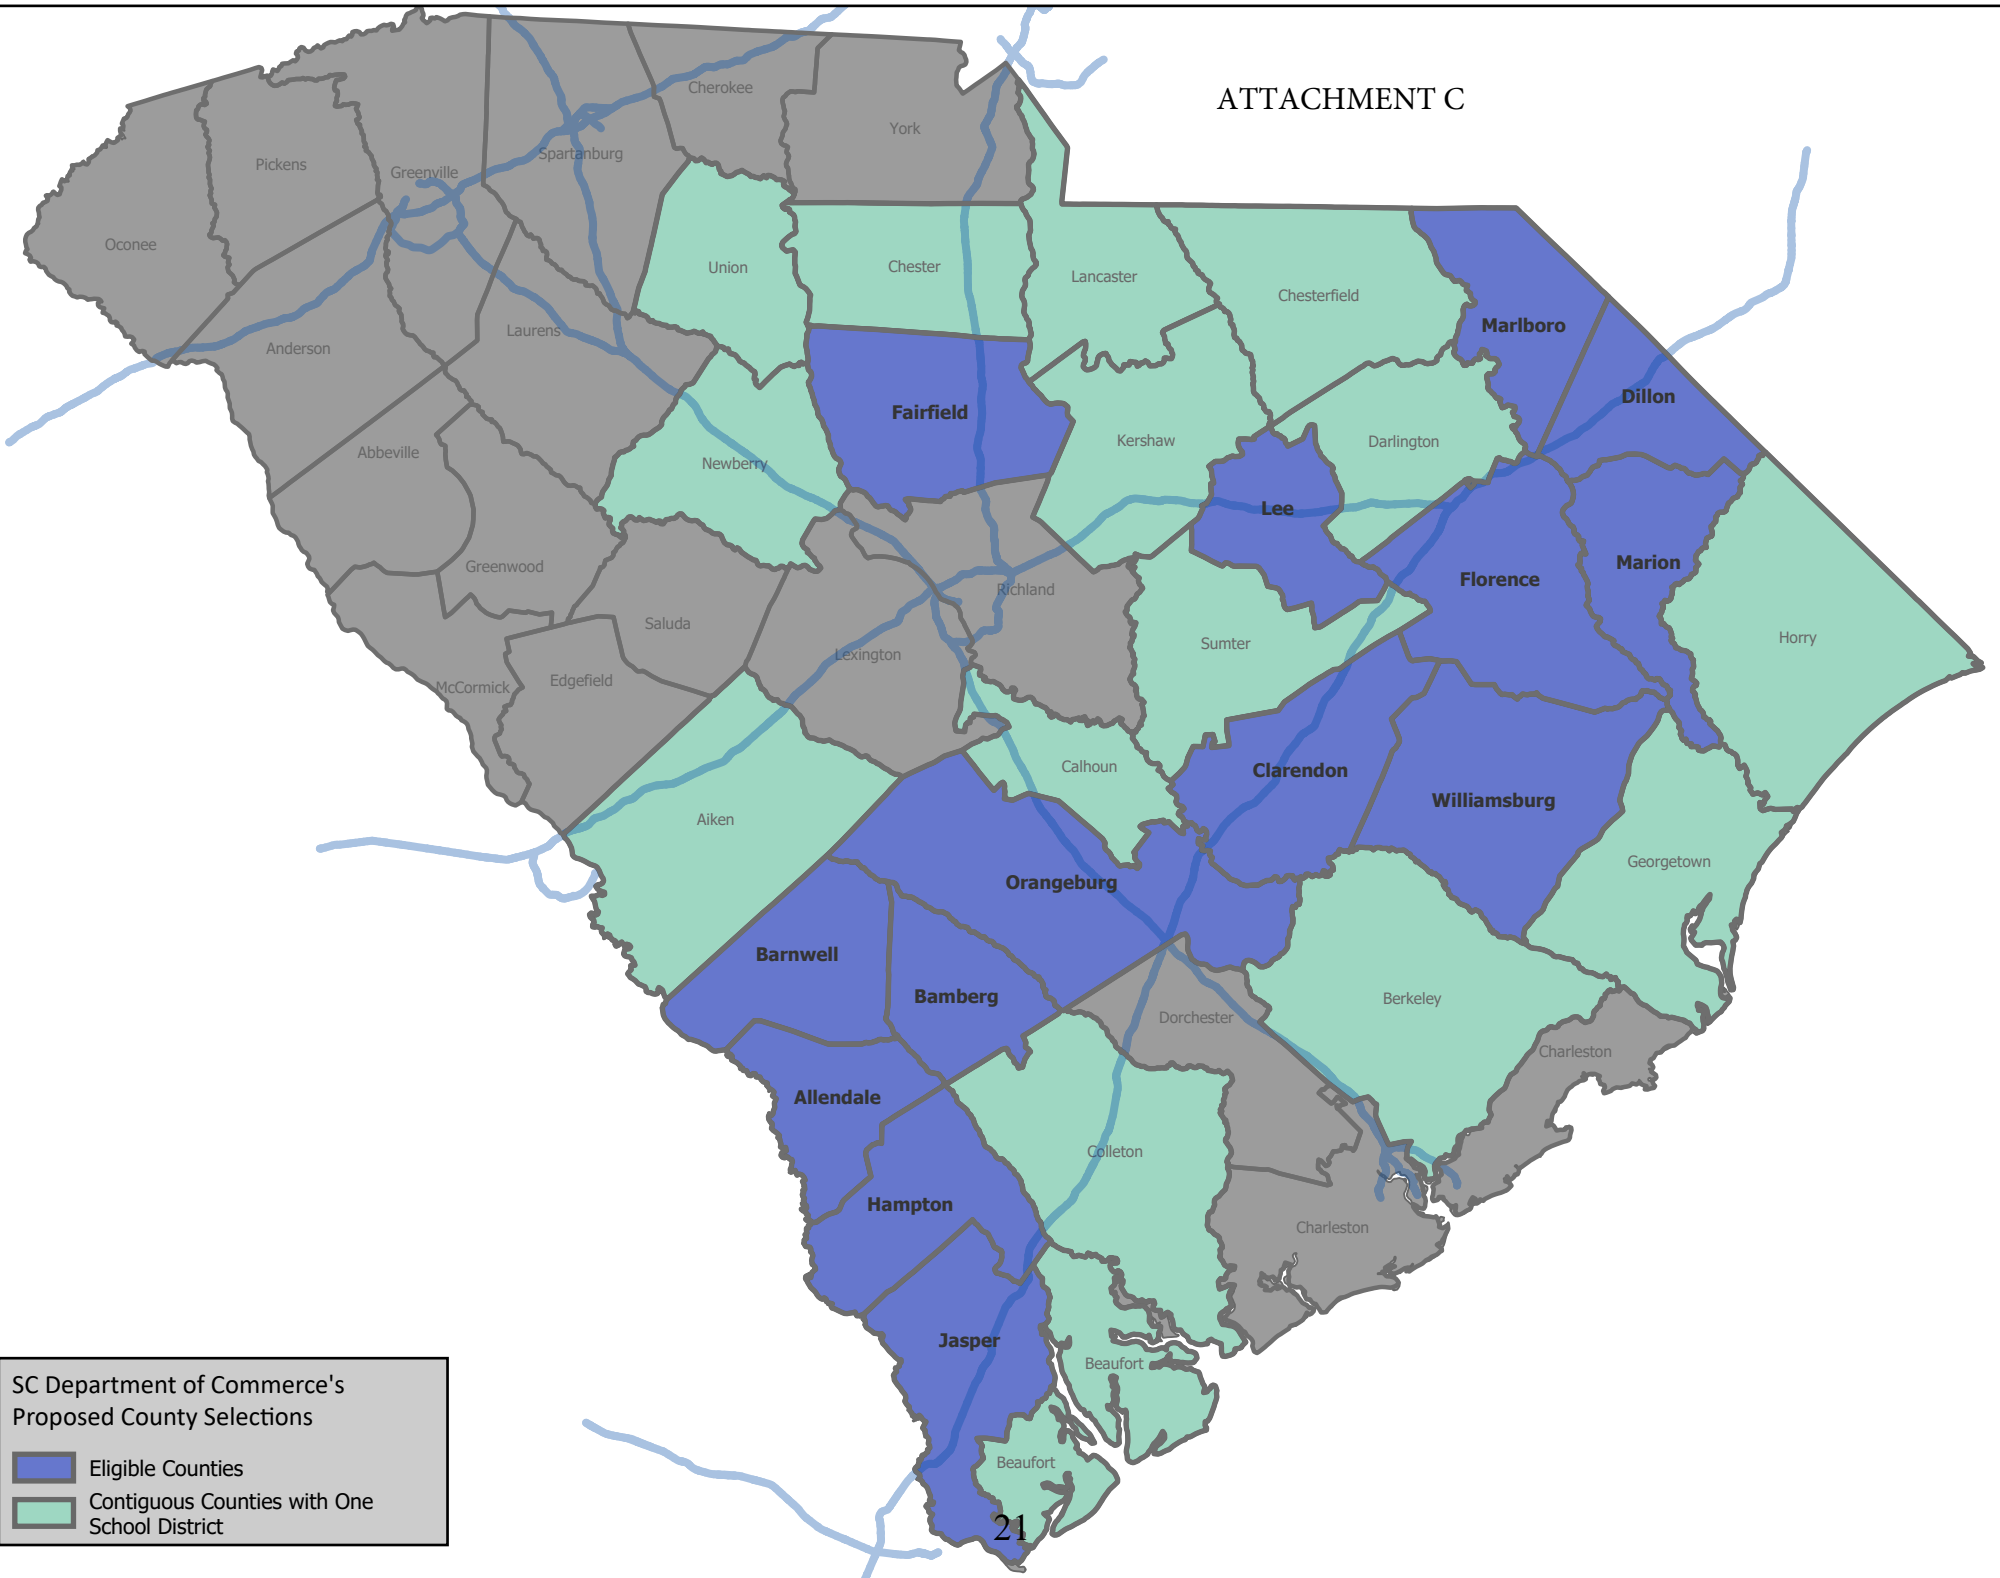 ATTACHMENT C
Cherokee
York
Pickens
Greenville
Spartanburg
Oconee
Union
Chester
Lancaster
Chesterfield
Marlboro
Anderson
Laurens
Dillon
Fairfield
Kershaw
Darlington
Abbeville
Newberry
Lee
Greenwood
Marion
Florence
Richland
Saluda
Sumter
Horry
Lexington
Edgefield
McCormick
Calhoun
Clarendon
Williamsburg
Aiken
Georgetown
Orangeburg
Barnwell
Bamberg
Berkeley
Dorchester
Charleston
Allendale
Colleton
Hampton
Charleston
Jasper
Beaufort
Beaufort
SC Department of Commerce's
Proposed County Selections
Eligible Counties
Contiguous Counties with One
School District
21